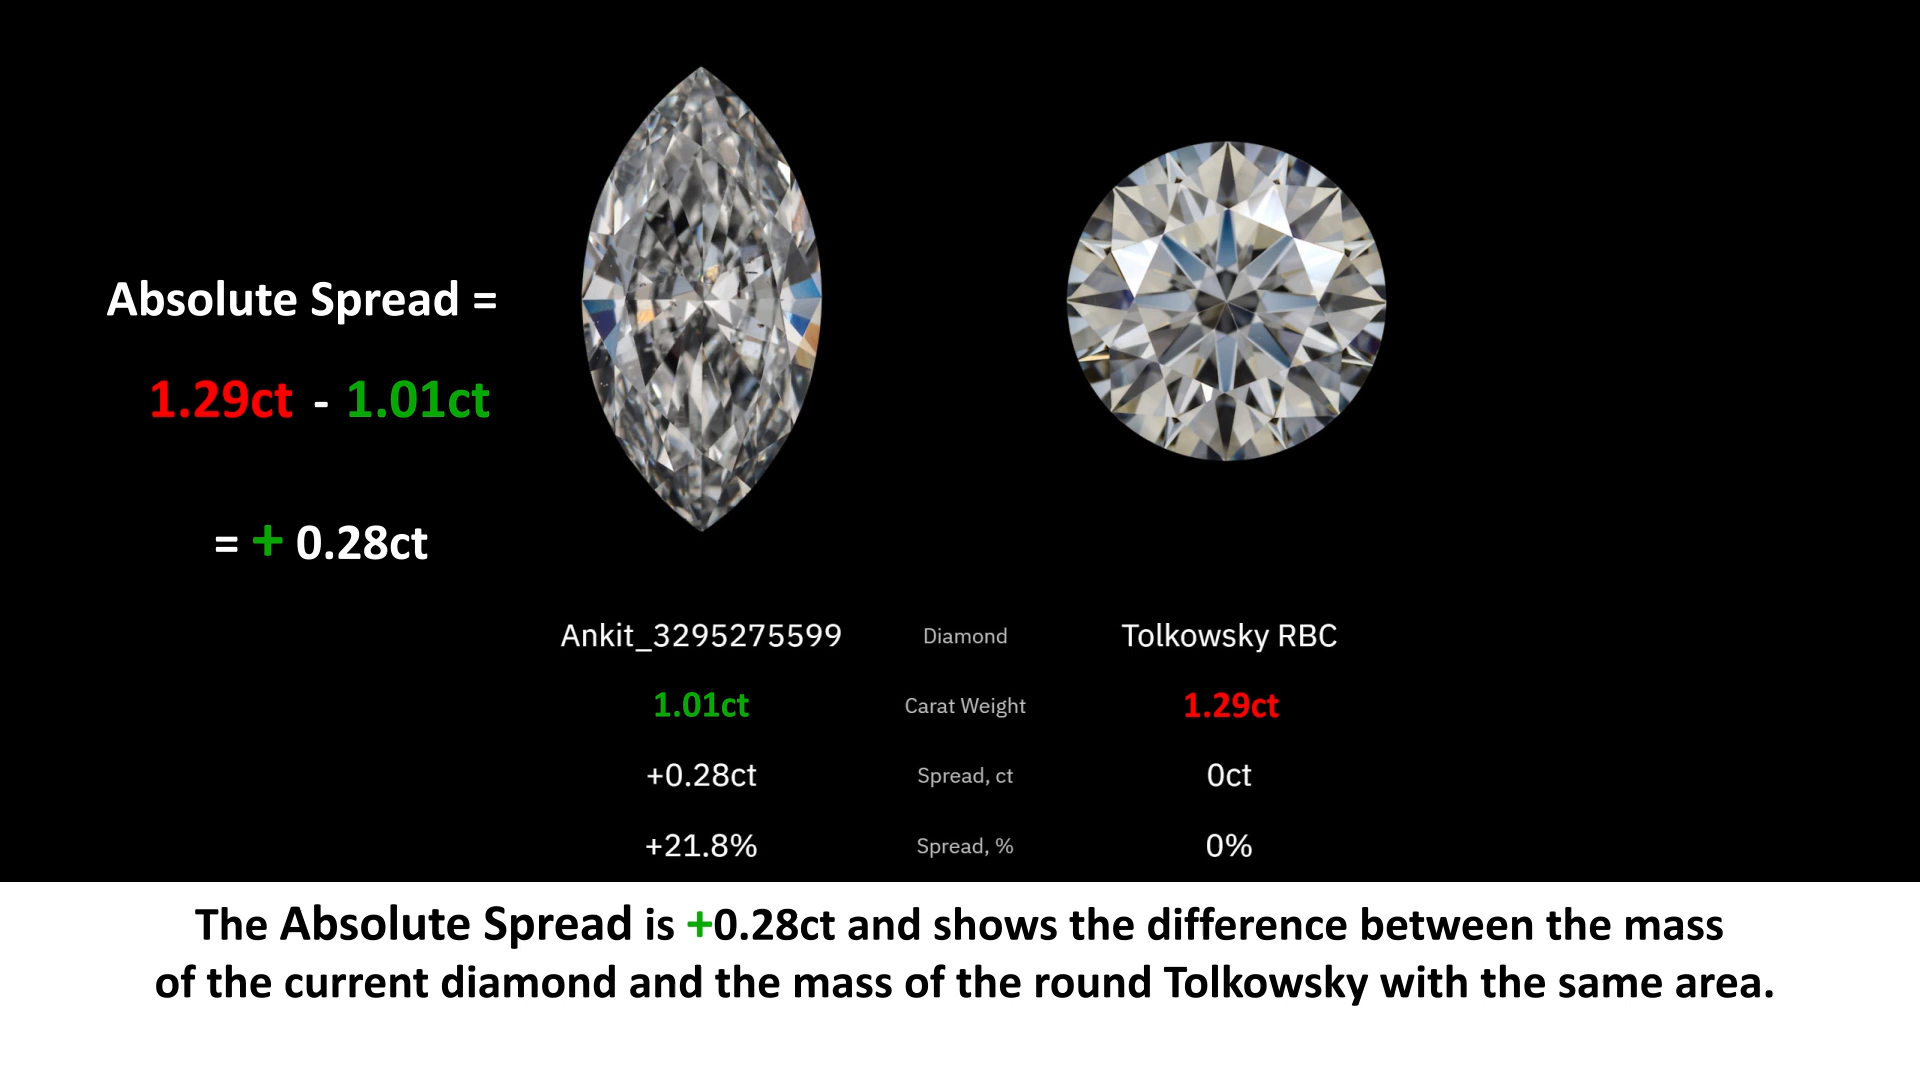 Absolute Spread =
1.29ct - 1.01ct
= + 0.28ct
Ankit_3295275599 Diamond Tolkowsky RBC
1.01ct Carat Weight 1.29ct
+0.28ct Spread, ct 0ct
+21.8% Spread, % 0%
The Absolute Spread is +0.28ct and shows the difference between the mass
of the current diamond and the mass of the round Tolkowsky with the same area.